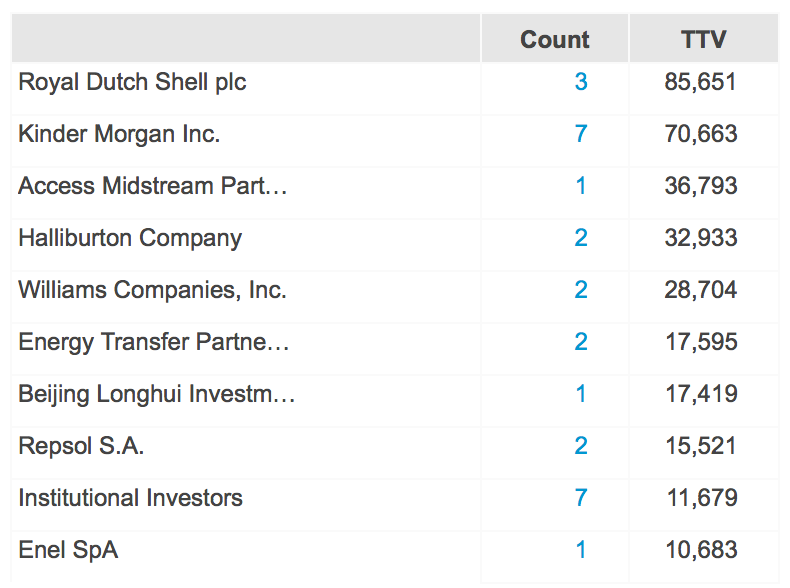 Count TTV
Royal Dutch Shell plc 3 85,651
Kinder Morgan Inc. 7 70,663
Access Midstream Part… 1 36,793
Halliburton Company 2 32,933
Williams Companies, Inc. 2 28,704
Energy Transfer Partne… 2 17,595
Beijing Longhui Investm… 1 17,419
Repsol S.A. 2 15,521
Institutional Investors 7 11,679
Enel SpA 1 10,683